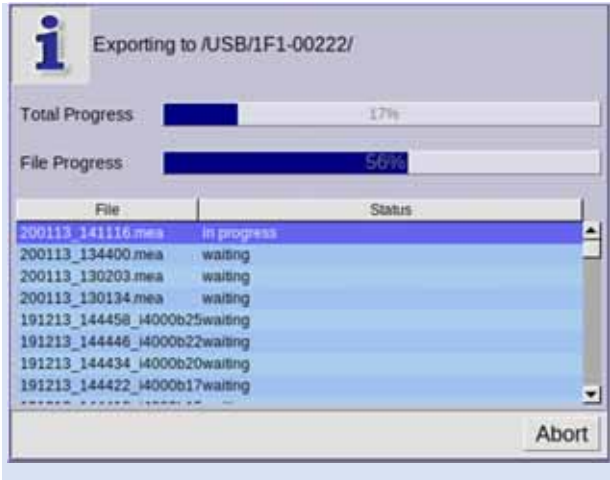 Exporting to /USB/1F1-00222/
Total Progress 17%
File Progress 56%
File Status
200113_141116.mea in progress
200113_134400.mea waiting
200113_130203.mea waiting
200113_130134.mea waiting
191213_144458_i4000b25waiting
191213_144446_i4000b22waiting
191213_144434_i4000b20waiting
191213_144422_i4000b17waiting
Abort